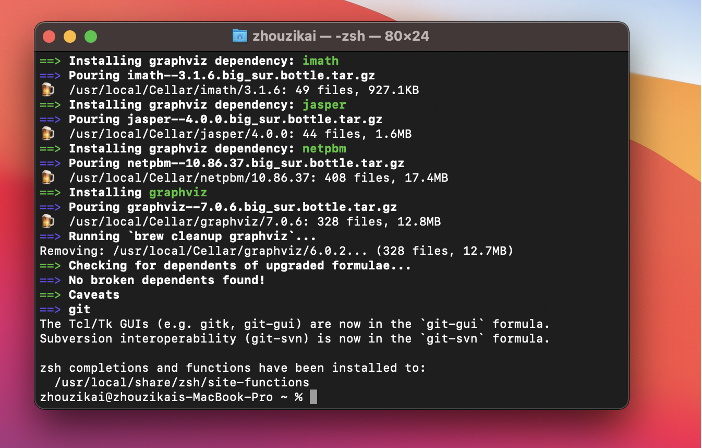 zhouzikai — -zsh — 80×24
==> Installing graphviz dependency: imath
==> Pouring imath--3.1.6.big_sur.bottle.tar.gz
🍺  /usr/local/Cellar/imath/3.1.6: 49 files, 927.1KB
==> Installing graphviz dependency: jasper
==> Pouring jasper--4.0.0.big_sur.bottle.tar.gz
🍺  /usr/local/Cellar/jasper/4.0.0: 44 files, 1.6MB
==> Installing graphviz dependency: netpbm
==> Pouring netpbm--10.86.37.big_sur.bottle.tar.gz
🍺  /usr/local/Cellar/netpbm/10.86.37: 408 files, 17.4MB
==> Installing graphviz
==> Pouring graphviz--7.0.6.big_sur.bottle.tar.gz
🍺  /usr/local/Cellar/graphviz/7.0.6: 328 files, 12.8MB
==> Running `brew cleanup graphviz`...
Removing: /usr/local/Cellar/graphviz/6.0.2... (328 files, 12.7MB)
==> Checking for dependents of upgraded formulae...
==> No broken dependents found!
==> Caveats
==> git
The Tcl/Tk GUIs (e.g. gitk, git-gui) are now in the `git-gui` formula.
Subversion interoperability (git-svn) is now in the `git-svn` formula.

zsh completions and functions have been installed to:
  /usr/local/share/zsh/site-functions
zhouzikai@zhouzikais-MacBook-Pro ~ %